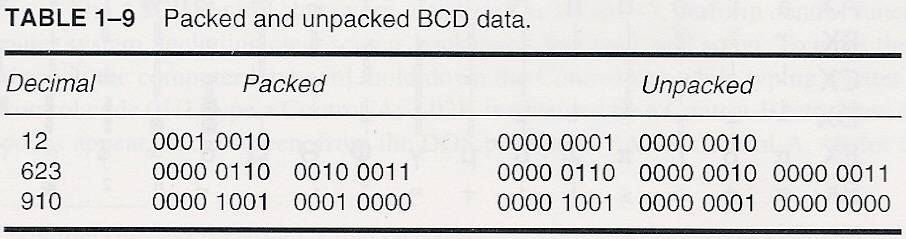 TABLE 1–9 Packed and unpacked BCD data.
Decimal Packed Unpacked
12 0001 0010 0000 0001 0000 0010
623 0000 0110 0010 0011 0000 0110 0000 0010 0000 0011
910 0000 1001 0001 0000 0000 1001 0000 0001 0000 0000